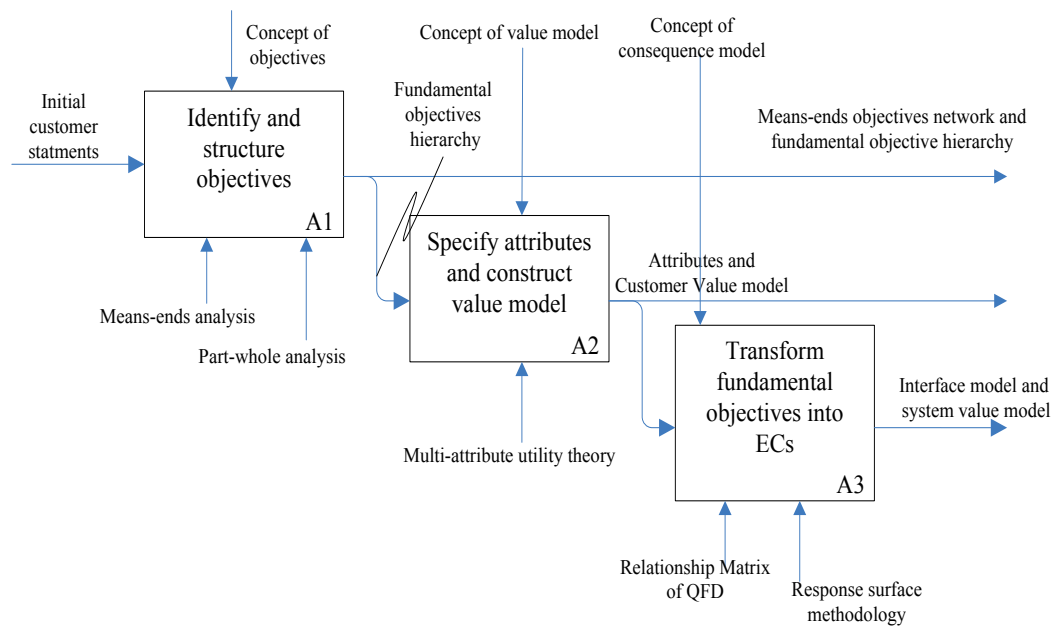 Concept of
objectives
Concept of value model
Concept of
consequence model
Initial
customer
statments
Identify and
structure
objectives
A1
Fundamental
objectives
hierarchy
Means-ends objectives network and
fundamental objective hierarchy
Means-ends analysis
Part-whole analysis
Specify attributes
and construct
value model
A2
Attributes and
Customer Value model
Multi-attribute utility theory
Transform
fundamental
objectives into
ECs
A3
Interface model and
system value model
Relationship Matrix
of QFD
Response surface
methodology